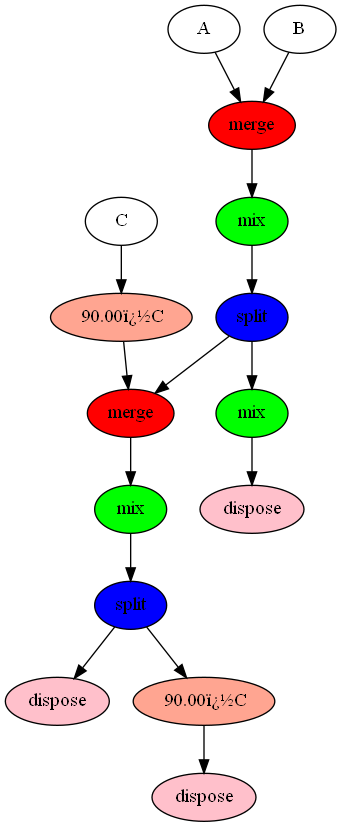 A
B
merge
mix
C
90.00ï¿½C
split
merge
mix
mix
dispose
split
dispose
90.00ï¿½C
dispose